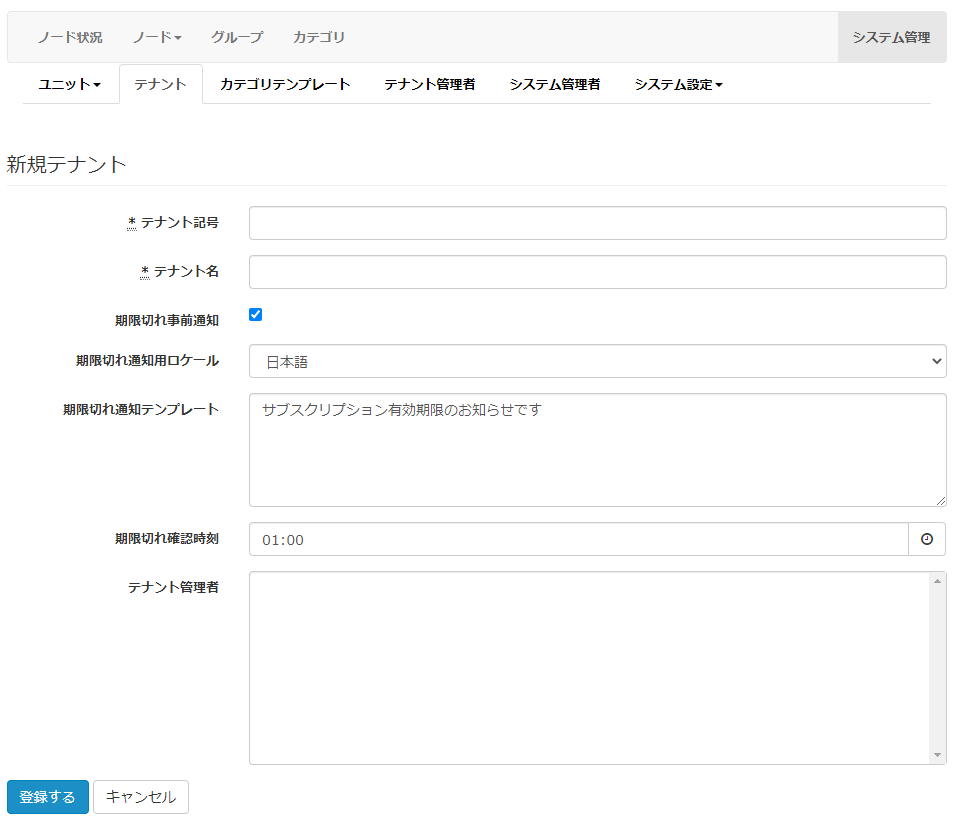 ノード状況 ノード グループ カテゴリ システム管理
ユニット テナント カテゴリテンプレート テナント管理者 システム管理者 システム設定
新規テナント
* テナント記号
* テナント名
期限切れ事前通知
期限切れ通知用ロケール 日本語
期限切れ通知テンプレート サブスクリプション有効期限のお知らせです
期限切れ確認時刻 01:00
テナント管理者
登録する キャンセル